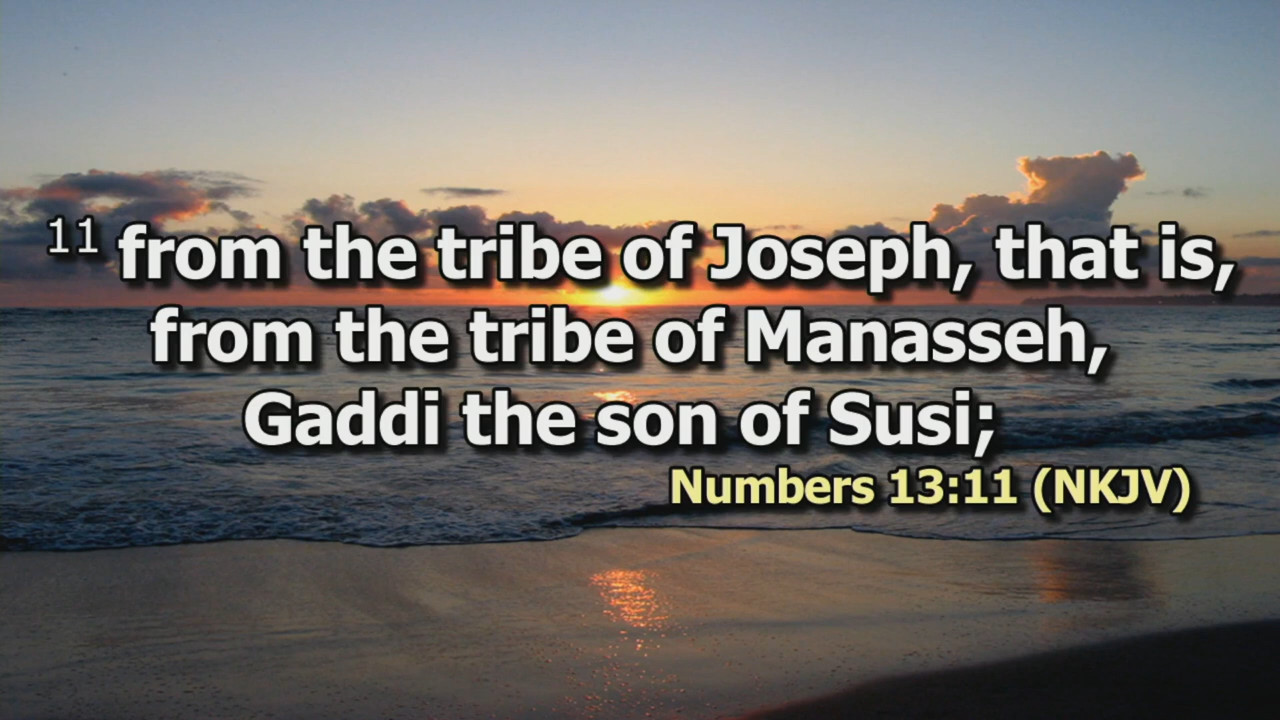 11 from the tribe of Joseph, that is,
from the tribe of Manasseh,
Gaddi the son of Susi;
Numbers 13:11 (NKJV)